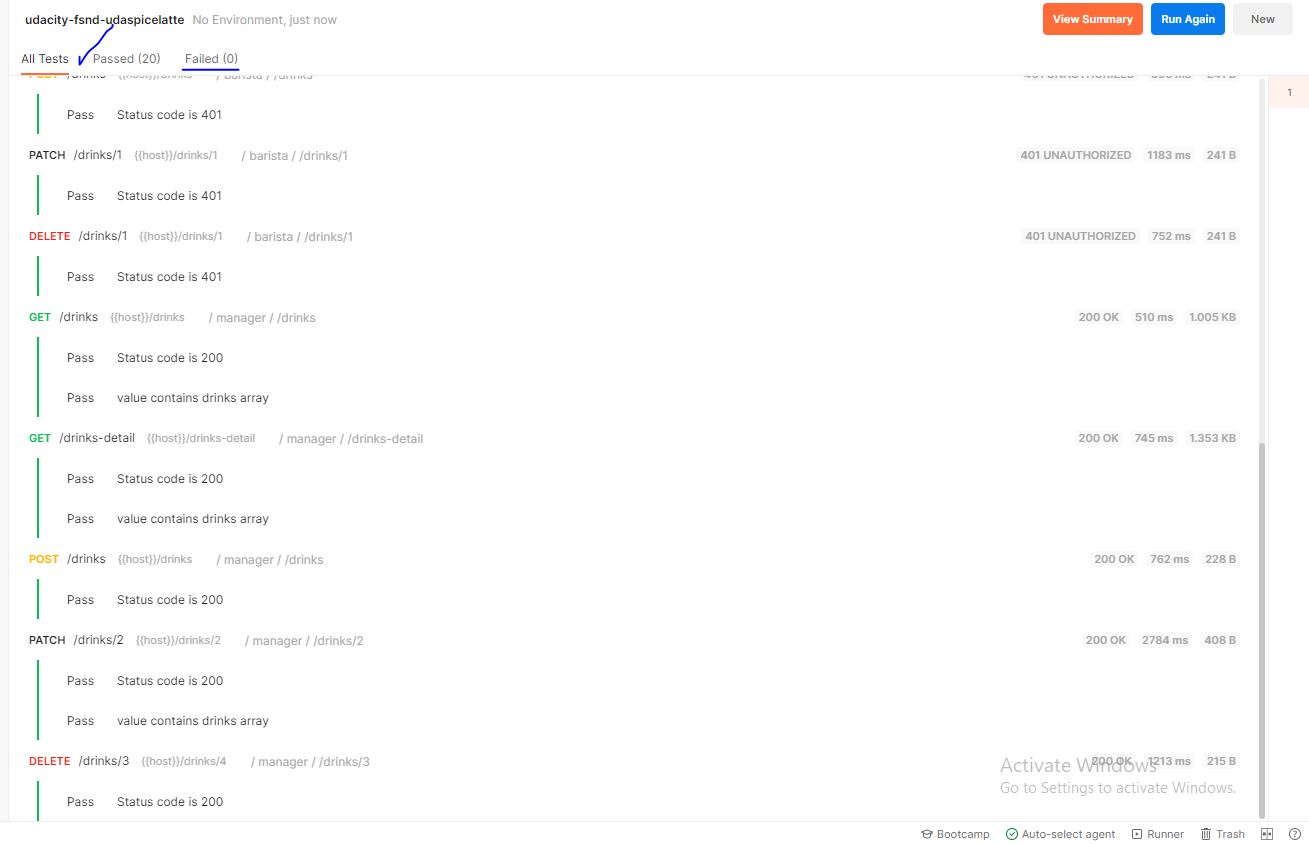 udacity-fsnd-udaspicelatte No Environment, just now View Summary Run Again New
All Tests Passed (20) Failed (0)
POST /drinks {{host}}/drinks / barista / /drinks 401 UNAUTHORIZED 241 B
1
Pass Status code is 401
PATCH /drinks/1 {{host}}/drinks/1 / barista / /drinks/1 401 UNAUTHORIZED 1183 ms 241 B
Pass Status code is 401
DELETE /drinks/1 {{host}}/drinks/1 / barista / /drinks/1 401 UNAUTHORIZED 752 ms 241 B
Pass Status code is 401
GET /drinks {{host}}/drinks / manager / /drinks 200 OK 510 ms 1.005 KB
Pass Status code is 200
Pass value contains drinks array
GET /drinks-detail {{host}}/drinks-detail / manager / /drinks-detail 200 OK 745 ms 1.353 KB
Pass Status code is 200
Pass value contains drinks array
POST /drinks {{host}}/drinks / manager / /drinks 200 OK 762 ms 228 B
Pass Status code is 200
PATCH /drinks/2 {{host}}/drinks/2 / manager / /drinks/2 200 OK 2784 ms 408 B
Pass Status code is 200
Pass value contains drinks array
DELETE /drinks/3 {{host}}/drinks/4 / manager / /drinks/3 200 OK 1213 ms 215 B
Activate Windows
Go to Settings to activate Windows.
Pass Status code is 200
Bootcamp Auto-select agent Runner Trash